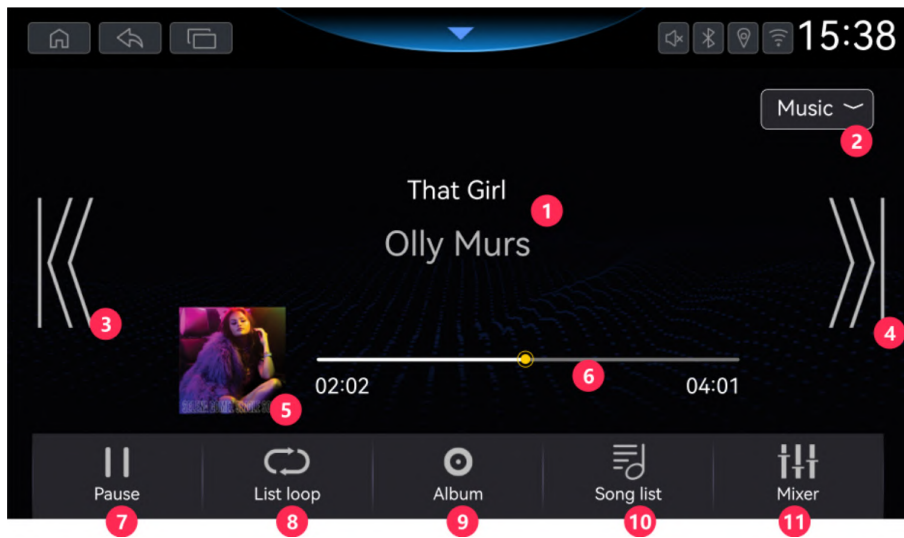 15:38
Music
2
That Girl
1
Olly Murs
3
4
5
6
02:02
04:01
Pause
List loop
Album
Song list
Mixer
7
8
9
10
11